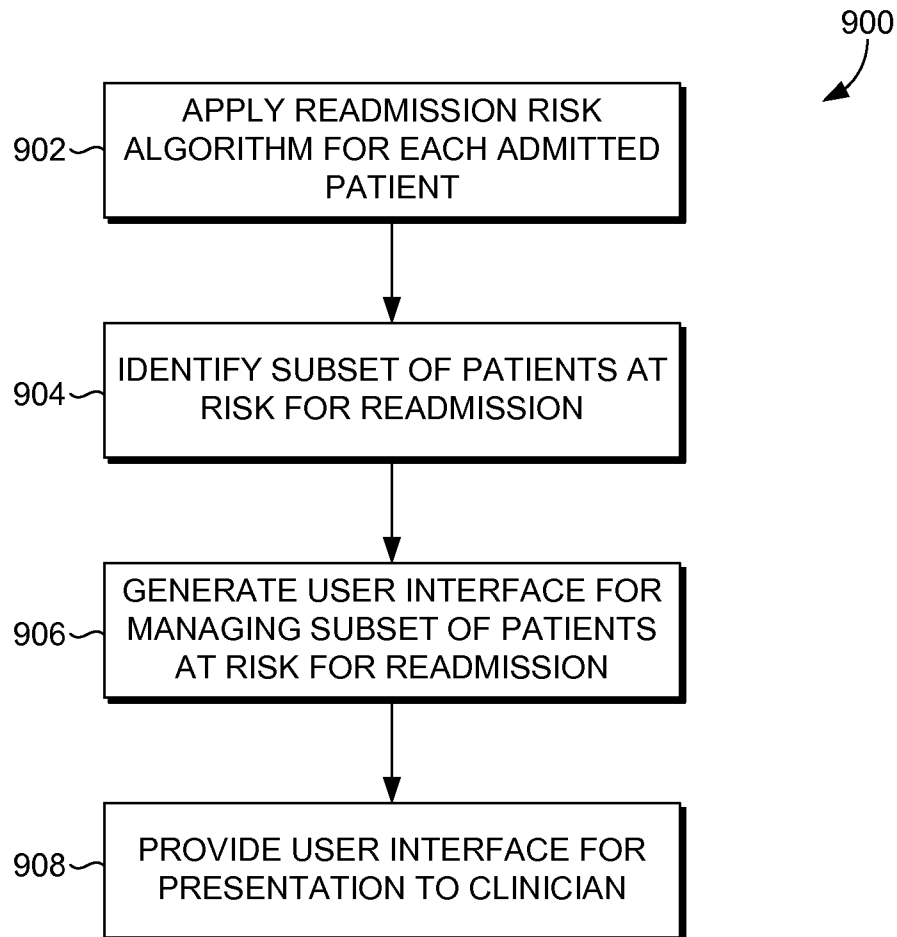 900
902
APPLY READMISSION RISK
ALGORITHM FOR EACH ADMITTED
PATIENT
904
IDENTIFY SUBSET OF PATIENTS AT
RISK FOR READMISSION
906
GENERATE USER INTERFACE FOR
MANAGING SUBSET OF PATIENTS
AT RISK FOR READMISSION
908
PROVIDE USER INTERFACE FOR
PRESENTATION TO CLINICIAN